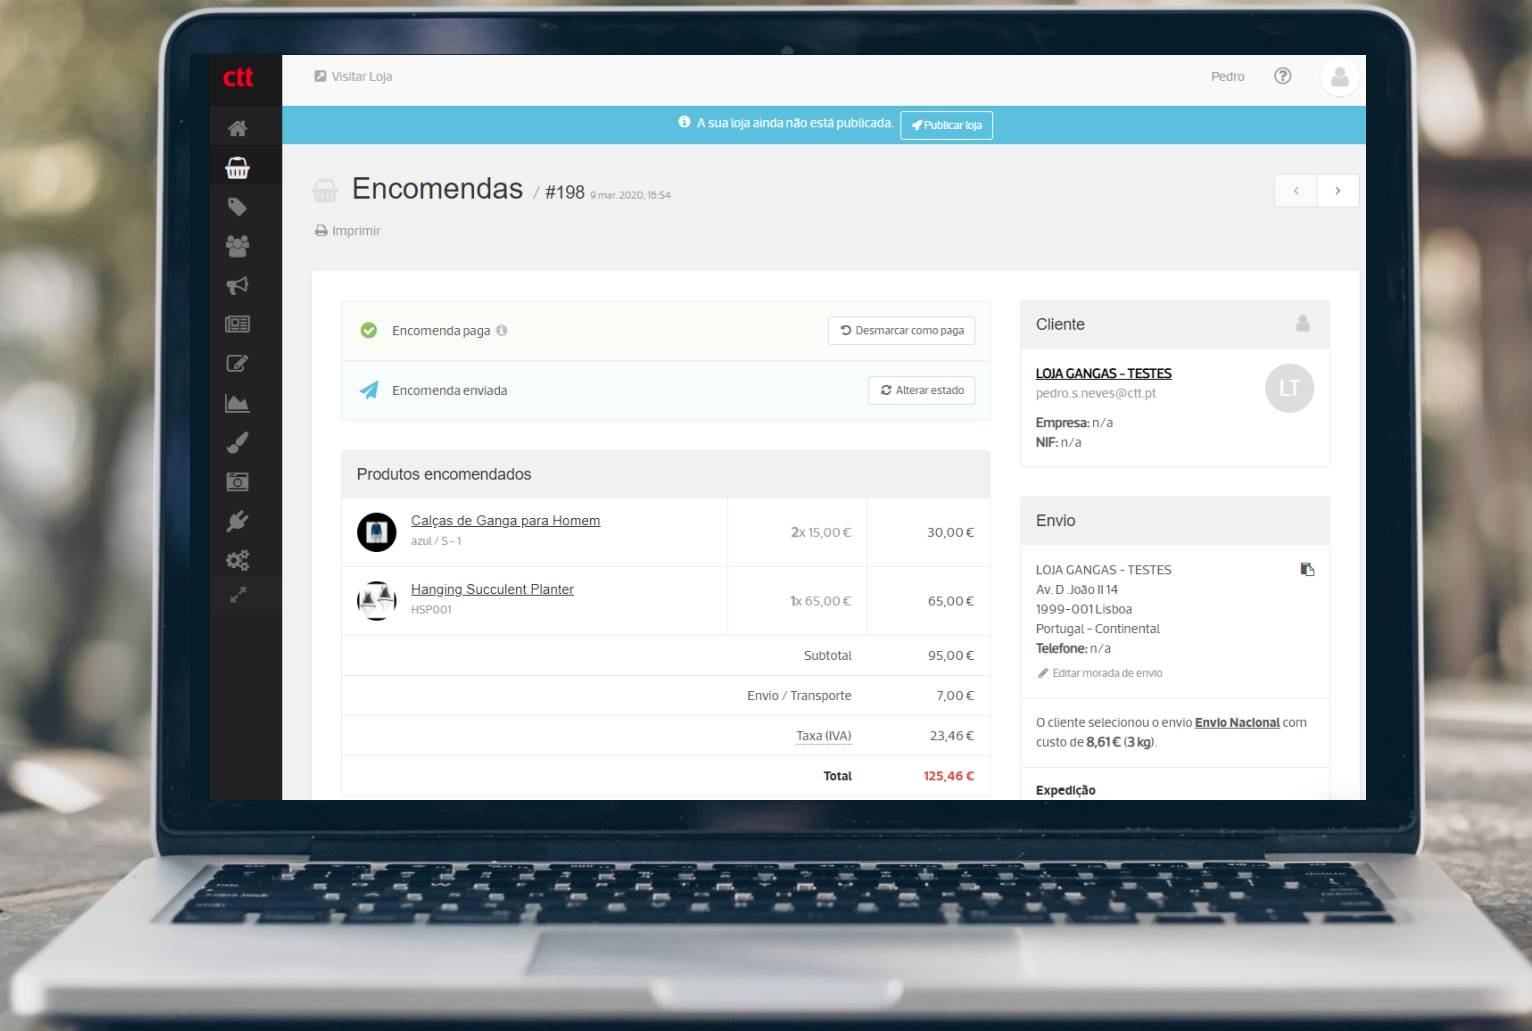 ctt
Visitar Loja
Pedro
A sua loja ainda não está publicada.
Publicar loja
Encomendas / #198 9 mar. 2020, 16:54
Imprimir
Encomenda paga
Desmarcar como paga
Encomenda enviada
Alterar estado
Produtos encomendados
Calças de Ganga para Homem
azul / S - 1
2x 15,00 €
30,00 €
Hanging Succulent Planter
HSP001
1x 65,00 €
65,00 €
Subtotal 95,00 €
Envio / Transporte 7,00 €
Taxa (IVA) 23,46 €
Total 125,46 €
Cliente
LOJA GANGAS - TESTES
pedro.s.neves@ctt.pt
LT
Empresa: n/a
NIF: n/a
Envio
LOJA GANGAS - TESTES
Av. D .João II 14
1999-001 Lisboa
Portugal - Continental
Telefone: n/a
Editar morada de envio
O cliente selecionou o envio Envio Nacional com
custo de 8,61 € (3 kg).
Expedição